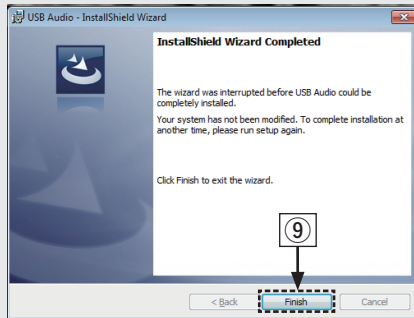 USB Audio - InstallShield Wizard
InstallShield Wizard Completed
The wizard was interrupted before USB Audio could be
completely installed.
Your system has not been modified. To complete installation at
another time, please run setup again.
Click Finish to exit the wizard.
⑨
< Back Finish Cancel